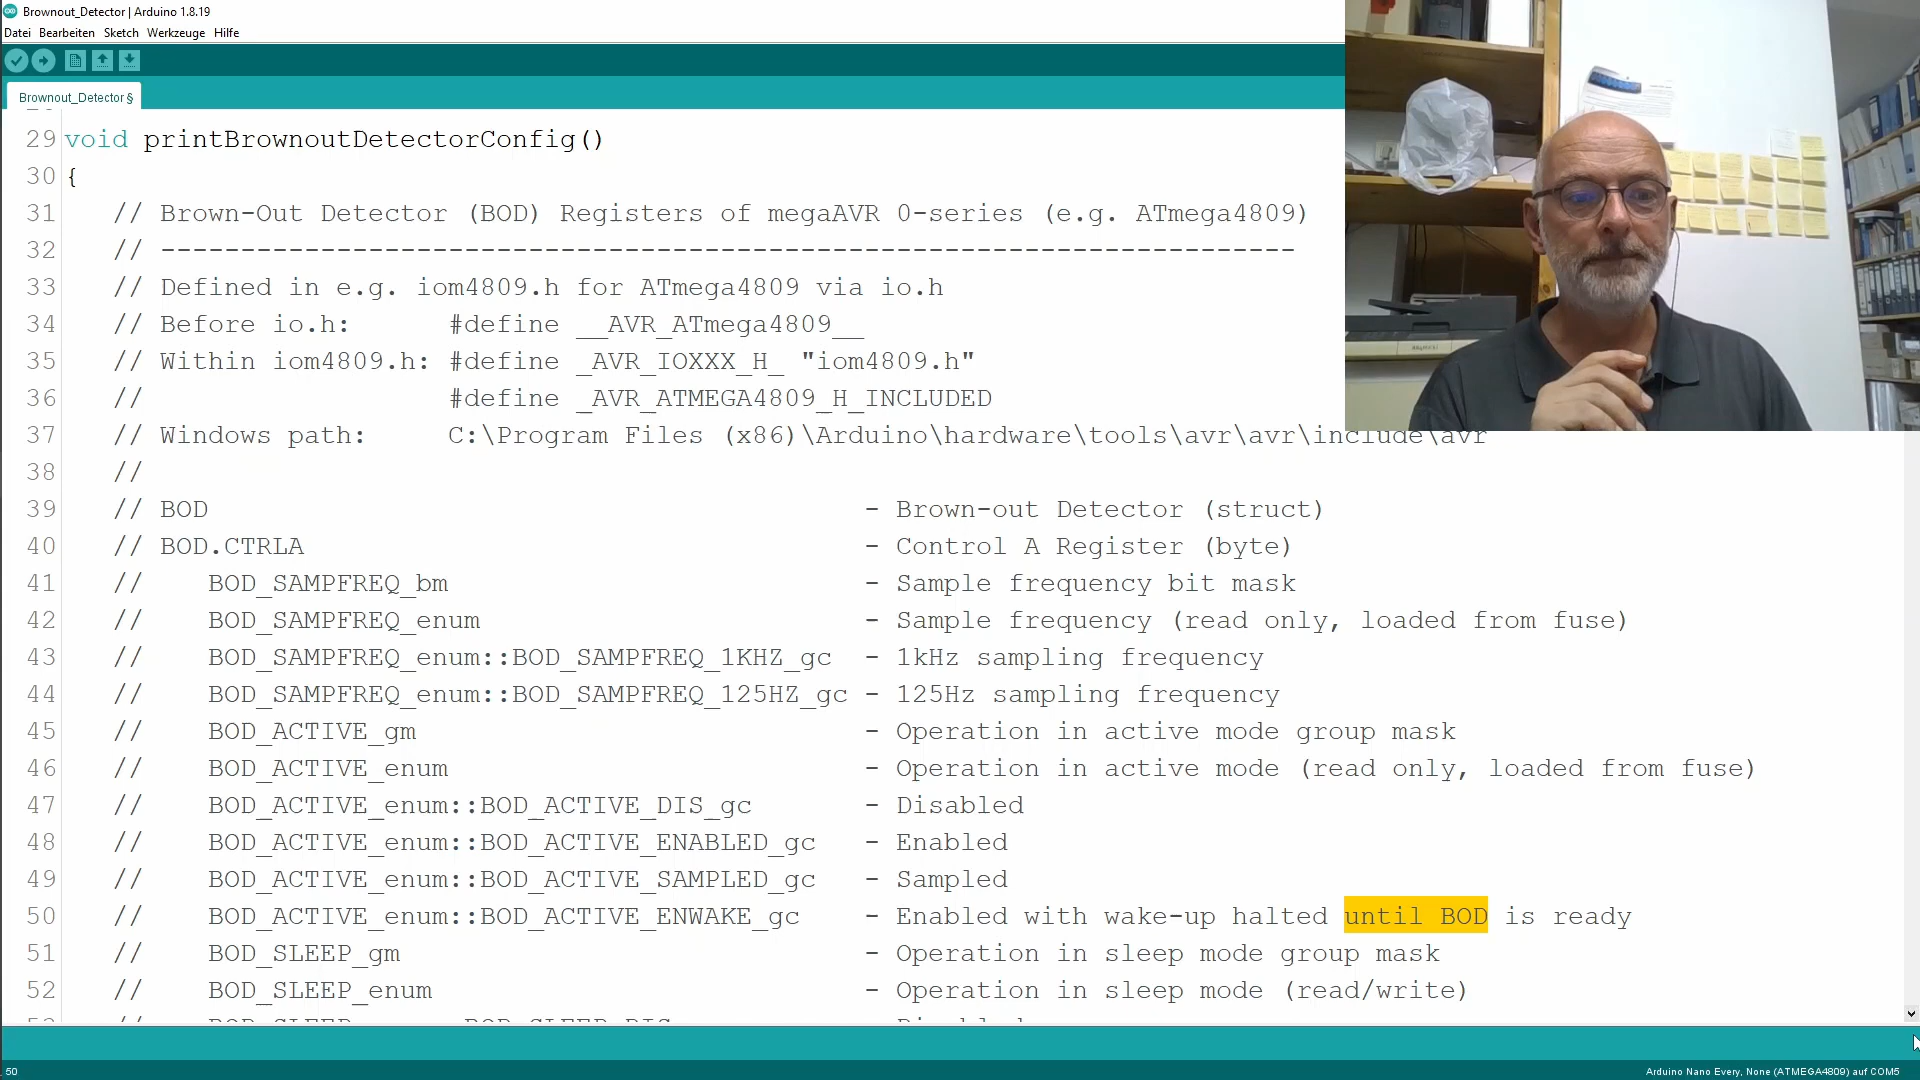 Brownout_Detector | Arduino 1.8.19
Datei Bearbeiten Sketch Werkzeuge Hilfe
Brownout_Detector §
29 void printBrownoutDetectorConfig()
30 {
31 // Brown-Out Detector (BOD) Registers of megaAVR 0-series (e.g. ATmega4809)
32 // -----------------------------------------------------------------------
33 // Defined in e.g. iom4809.h for ATmega4809 via io.h
34 // Before io.h: #define __AVR_ATmega4809__
35 // Within iom4809.h: #define _AVR_IOXXX_H_ "iom4809.h"
36 // #define _AVR_ATMEGA4809_H_INCLUDED
37 // Windows path: C:\Program Files (x86)\Arduino\hardware\tools\avr\avr\include\avr
38 //
39 // BOD - Brown-out Detector (struct)
40 // BOD.CTRLA - Control A Register (byte)
41 // BOD_SAMPFREQ_bm - Sample frequency bit mask
42 // BOD_SAMPFREQ_enum - Sample frequency (read only, loaded from fuse)
43 // BOD_SAMPFREQ_enum::BOD_SAMPFREQ_1KHZ_gc - 1kHz sampling frequency
44 // BOD_SAMPFREQ_enum::BOD_SAMPFREQ_125HZ_gc - 125Hz sampling frequency
45 // BOD_ACTIVE_gm - Operation in active mode group mask
46 // BOD_ACTIVE_enum - Operation in active mode (read only, loaded from fuse)
47 // BOD_ACTIVE_enum::BOD_ACTIVE_DIS_gc - Disabled
48 // BOD_ACTIVE_enum::BOD_ACTIVE_ENABLED_gc - Enabled
49 // BOD_ACTIVE_enum::BOD_ACTIVE_SAMPLED_gc - Sampled
50 // BOD_ACTIVE_enum::BOD_ACTIVE_ENWAKE_gc - Enabled with wake-up halted until BOD is ready
51 // BOD_SLEEP_gm - Operation in sleep mode group mask
52 // BOD_SLEEP_enum - Operation in sleep mode (read/write)
50
Arduino Nano Every, None (ATMEGA4809) auf COM5